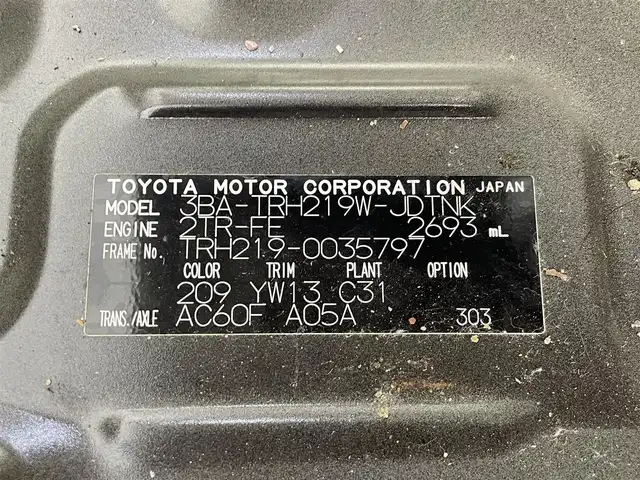 TOYOTA MOTOR CORPORATION JAPAN
MODEL 3BA-TRH219W-JDTNK
ENGINE 2TR-FE 2693 mL
FRAME No. TRH219-0035797
COLOR TRIM PLANT OPTION
209 YW13 C31
TRANS./AXLE AC60F A05A 303